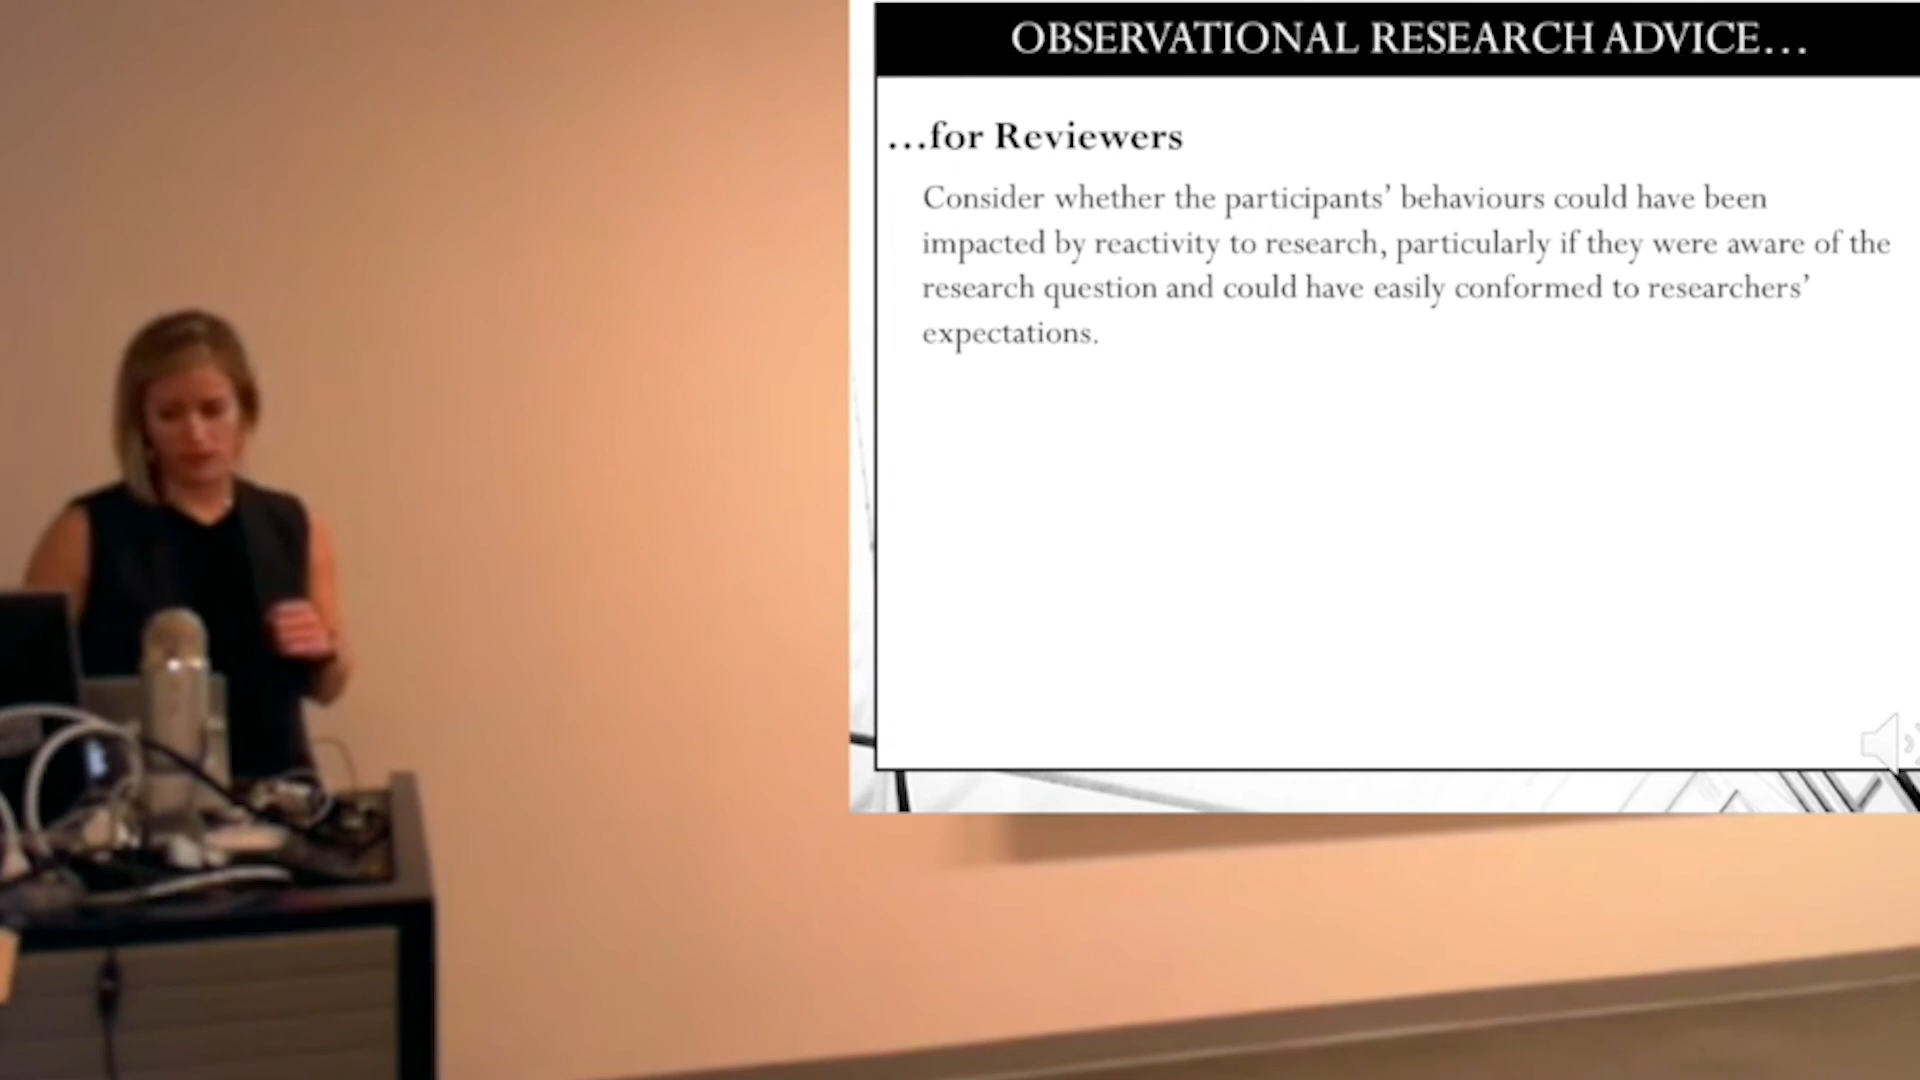 OBSERVATIONAL RESEARCH ADVICE…
…for Reviewers
Consider whether the participants’ behaviours could have been
impacted by reactivity to research, particularly if they were aware of the
research question and could have easily conformed to researchers’
expectations.